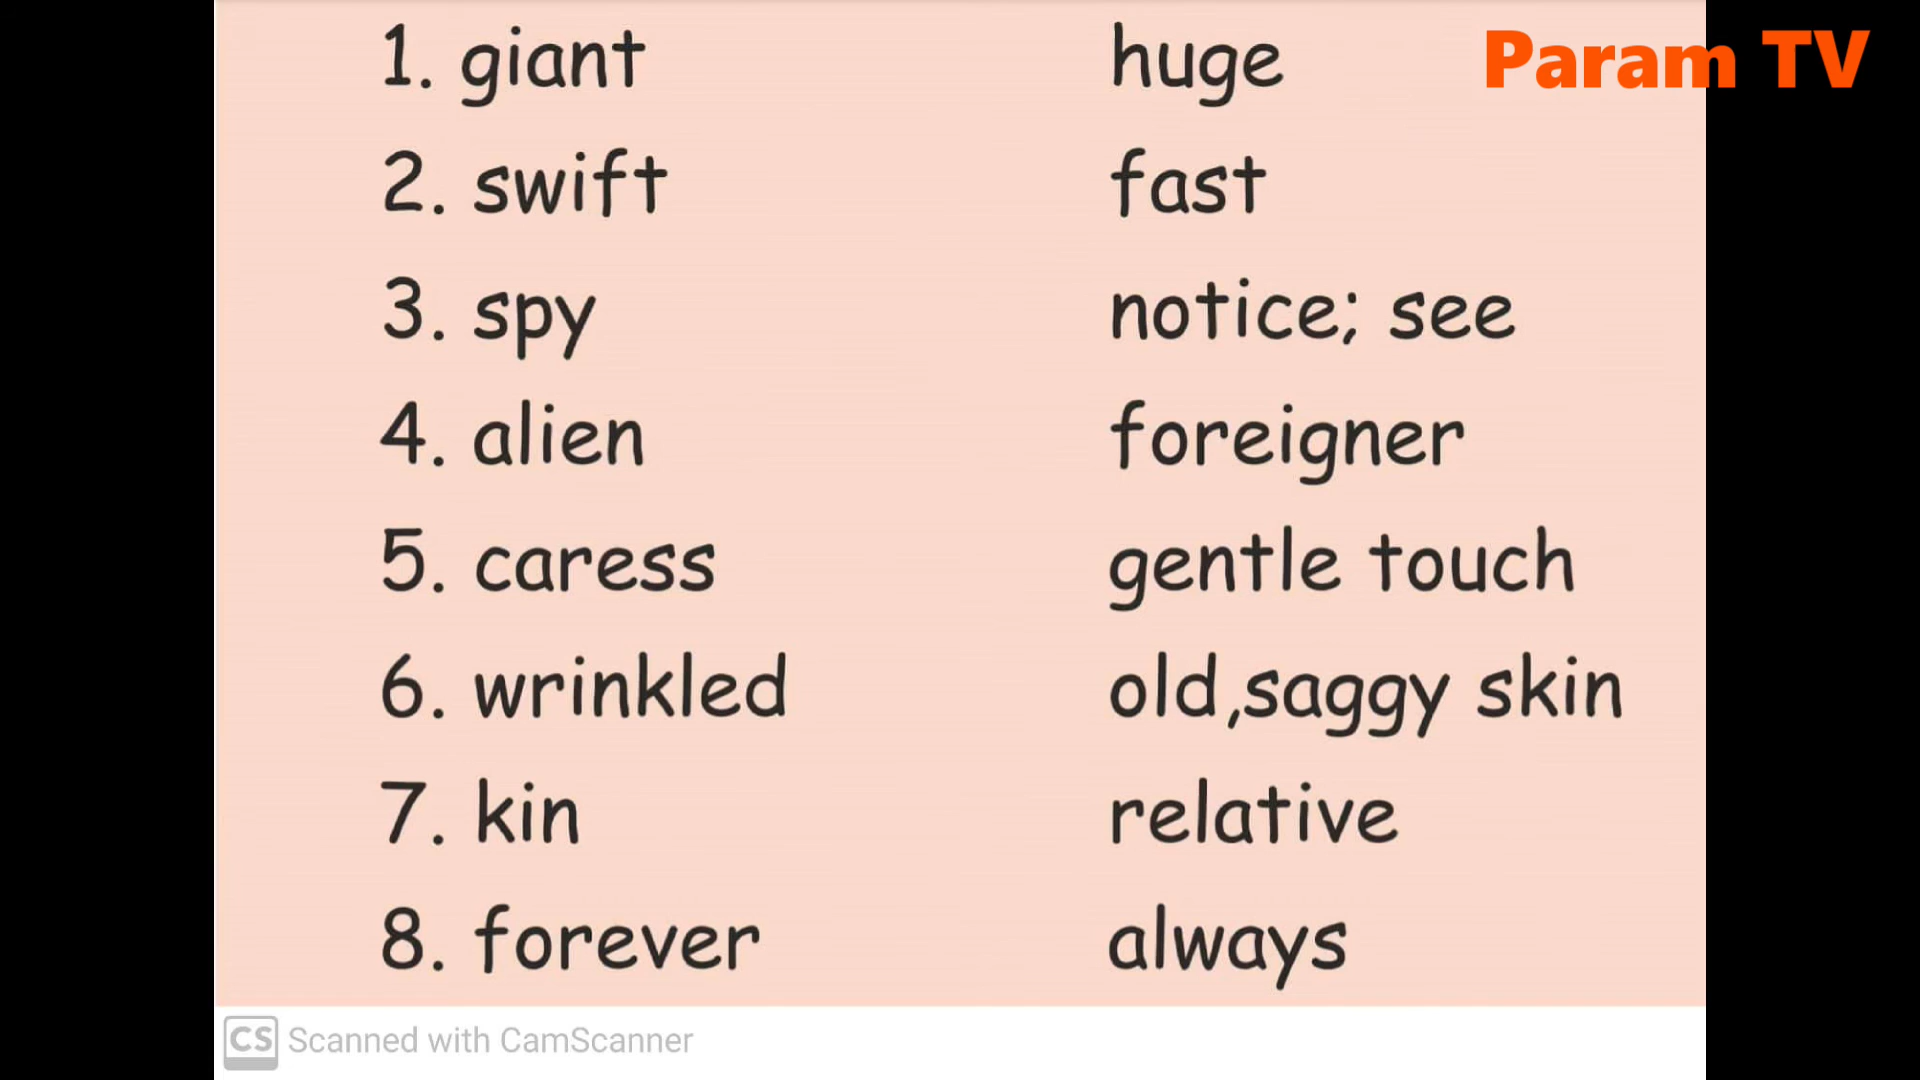 1. giant huge
Param TV
2. swift fast
3. spy notice; see
4. alien foreigner
5. caress gentle touch
6. wrinkled old,saggy skin
7. kin relative
8. forever always
CS Scanned with CamScanner